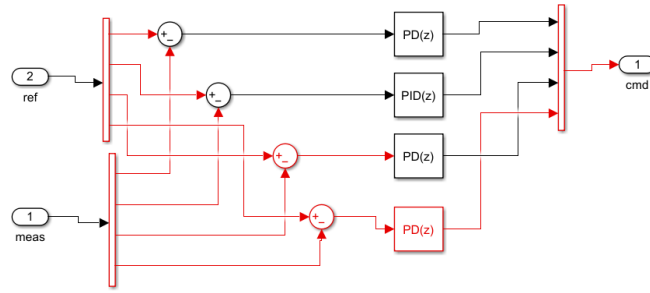 +
−
PD(z)
2
ref
+
−
PID(z)
1
cmd
+
−
PD(z)
1
meas
+
−
PD(z)